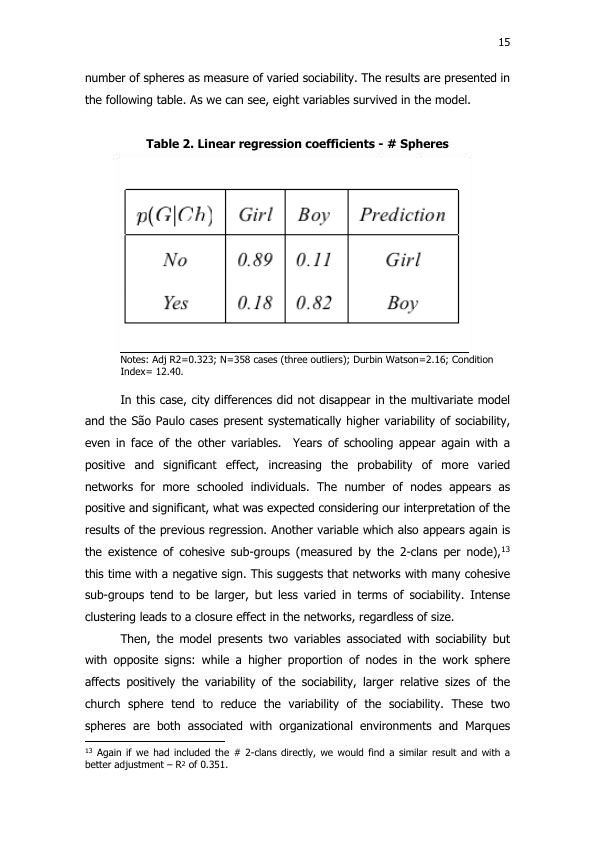 15
number of spheres as measure of varied sociability. The results are presented in
the following table. As we can see, eight variables survived in the model.
Table 2. Linear regression coefficients - # Spheres
p(G|Ch) Girl Boy Prediction
No 0.89 0.11 Girl
Yes 0.18 0.82 Boy
Notes: Adj R2=0.323; N=358 cases (three outliers); Durbin Watson=2.16; Condition
Index= 12.40.
In this case, city differences did not disappear in the multivariate model
and the São Paulo cases present systematically higher variability of sociability,
even in face of the other variables. Years of schooling appear again with a
positive and significant effect, increasing the probability of more varied
networks for more schooled individuals. The number of nodes appears as
positive and significant, what was expected considering our interpretation of the
results of the previous regression. Another variable which also appears again is
the existence of cohesive sub-groups (measured by the 2-clans per node),13
this time with a negative sign. This suggests that networks with many cohesive
sub-groups tend to be larger, but less varied in terms of sociability. Intense
clustering leads to a closure effect in the networks, regardless of size.
Then, the model presents two variables associated with sociability but
with opposite signs: while a higher proportion of nodes in the work sphere
affects positively the variability of the sociability, larger relative sizes of the
church sphere tend to reduce the variability of the sociability. These two
spheres are both associated with organizational environments and Marques
13 Again if we had included the # 2-clans directly, we would find a similar result and with a
better adjustment – R2 of 0.351.